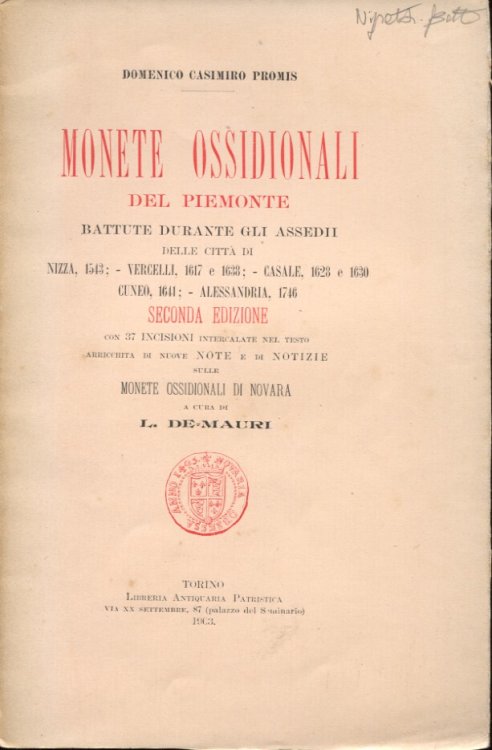 DOMENICO CASIMIRO PROMIS
MONETE OSSIDIONALI
DEL PIEMONTE
BATTUTE DURANTE GLI ASSEDII
DELLE CITTÀ DI
NIZZA, 1543; - VERCELLI, 1617 e 1638; - CASALE, 1628 e 1630
CUNEO, 1641; - ALESSANDRIA, 1746
SECONDA EDIZIONE
CON 37 INCISIONI INTERCALATE NEL TESTO
ARRICCHITA DI NUOVE NOTE E DI NOTIZIE
SULLE
MONETE OSSIDIONALI DI NOVARA
A CURA DI
L. DE-MAURI
TORINO
LIBRERIA ANTIQUARIA PATRISTICA
VIA XX SETTEMBRE, 87 (palazzo del Seminario)
1903.